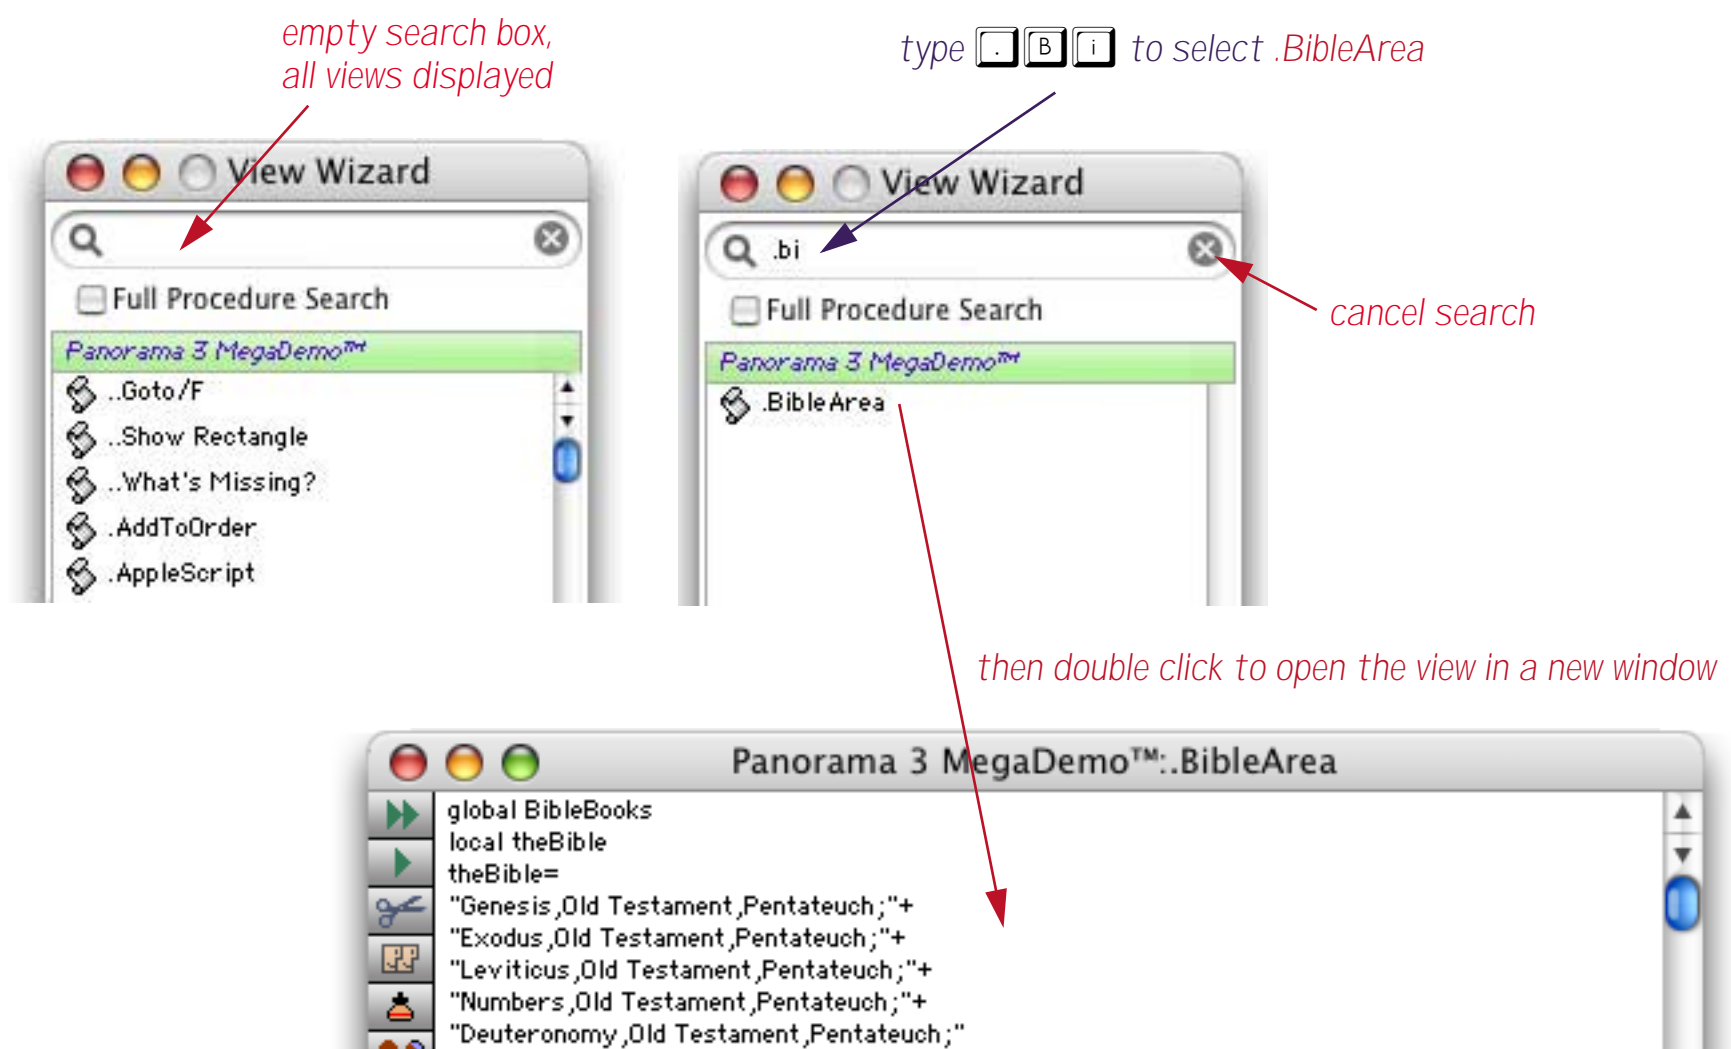 empty search box,
all views displayed
type . B i to select .BibleArea
View Wizard
Full Procedure Search
Panorama 3 MegaDemo™
..Goto/F
..Show Rectangle
..What's Missing?
.AddToOrder
.AppleScript
View Wizard
.bi
Full Procedure Search
Panorama 3 MegaDemo™
.BibleArea
cancel search
then double click to open the view in a new window
Panorama 3 MegaDemo™:.BibleArea
global BibleBooks
local theBible
theBible=
"Genesis,Old Testament,Pentateuch;"+
"Exodus,Old Testament,Pentateuch;"+
"Leviticus,Old Testament,Pentateuch;"+
"Numbers,Old Testament,Pentateuch;"+
"Deuteronomy,Old Testament,Pentateuch;"